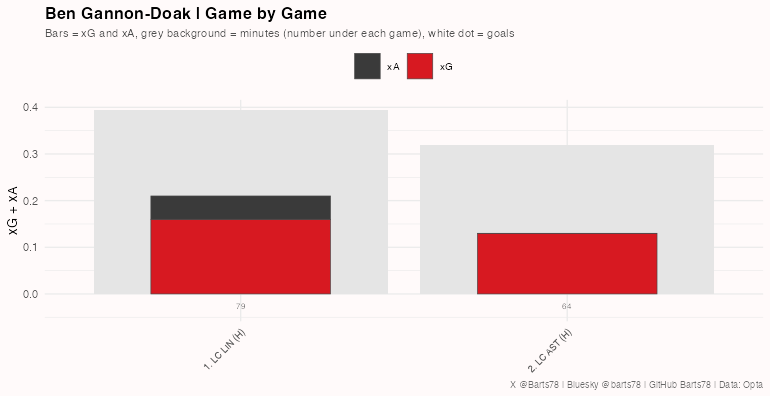 Ben Gannon-Doak | Game by Game
Bars = xG and xA, grey background = minutes (number under each game), white dot = goals
xA xG
0.4
0.3
0.2
0.1
0.0
xG + xA
79 64
1. LC LIN (H) 2. LC AST (H)
X @Barts78 | Bluesky @barts78 | GitHub Barts78 | Data: Opta